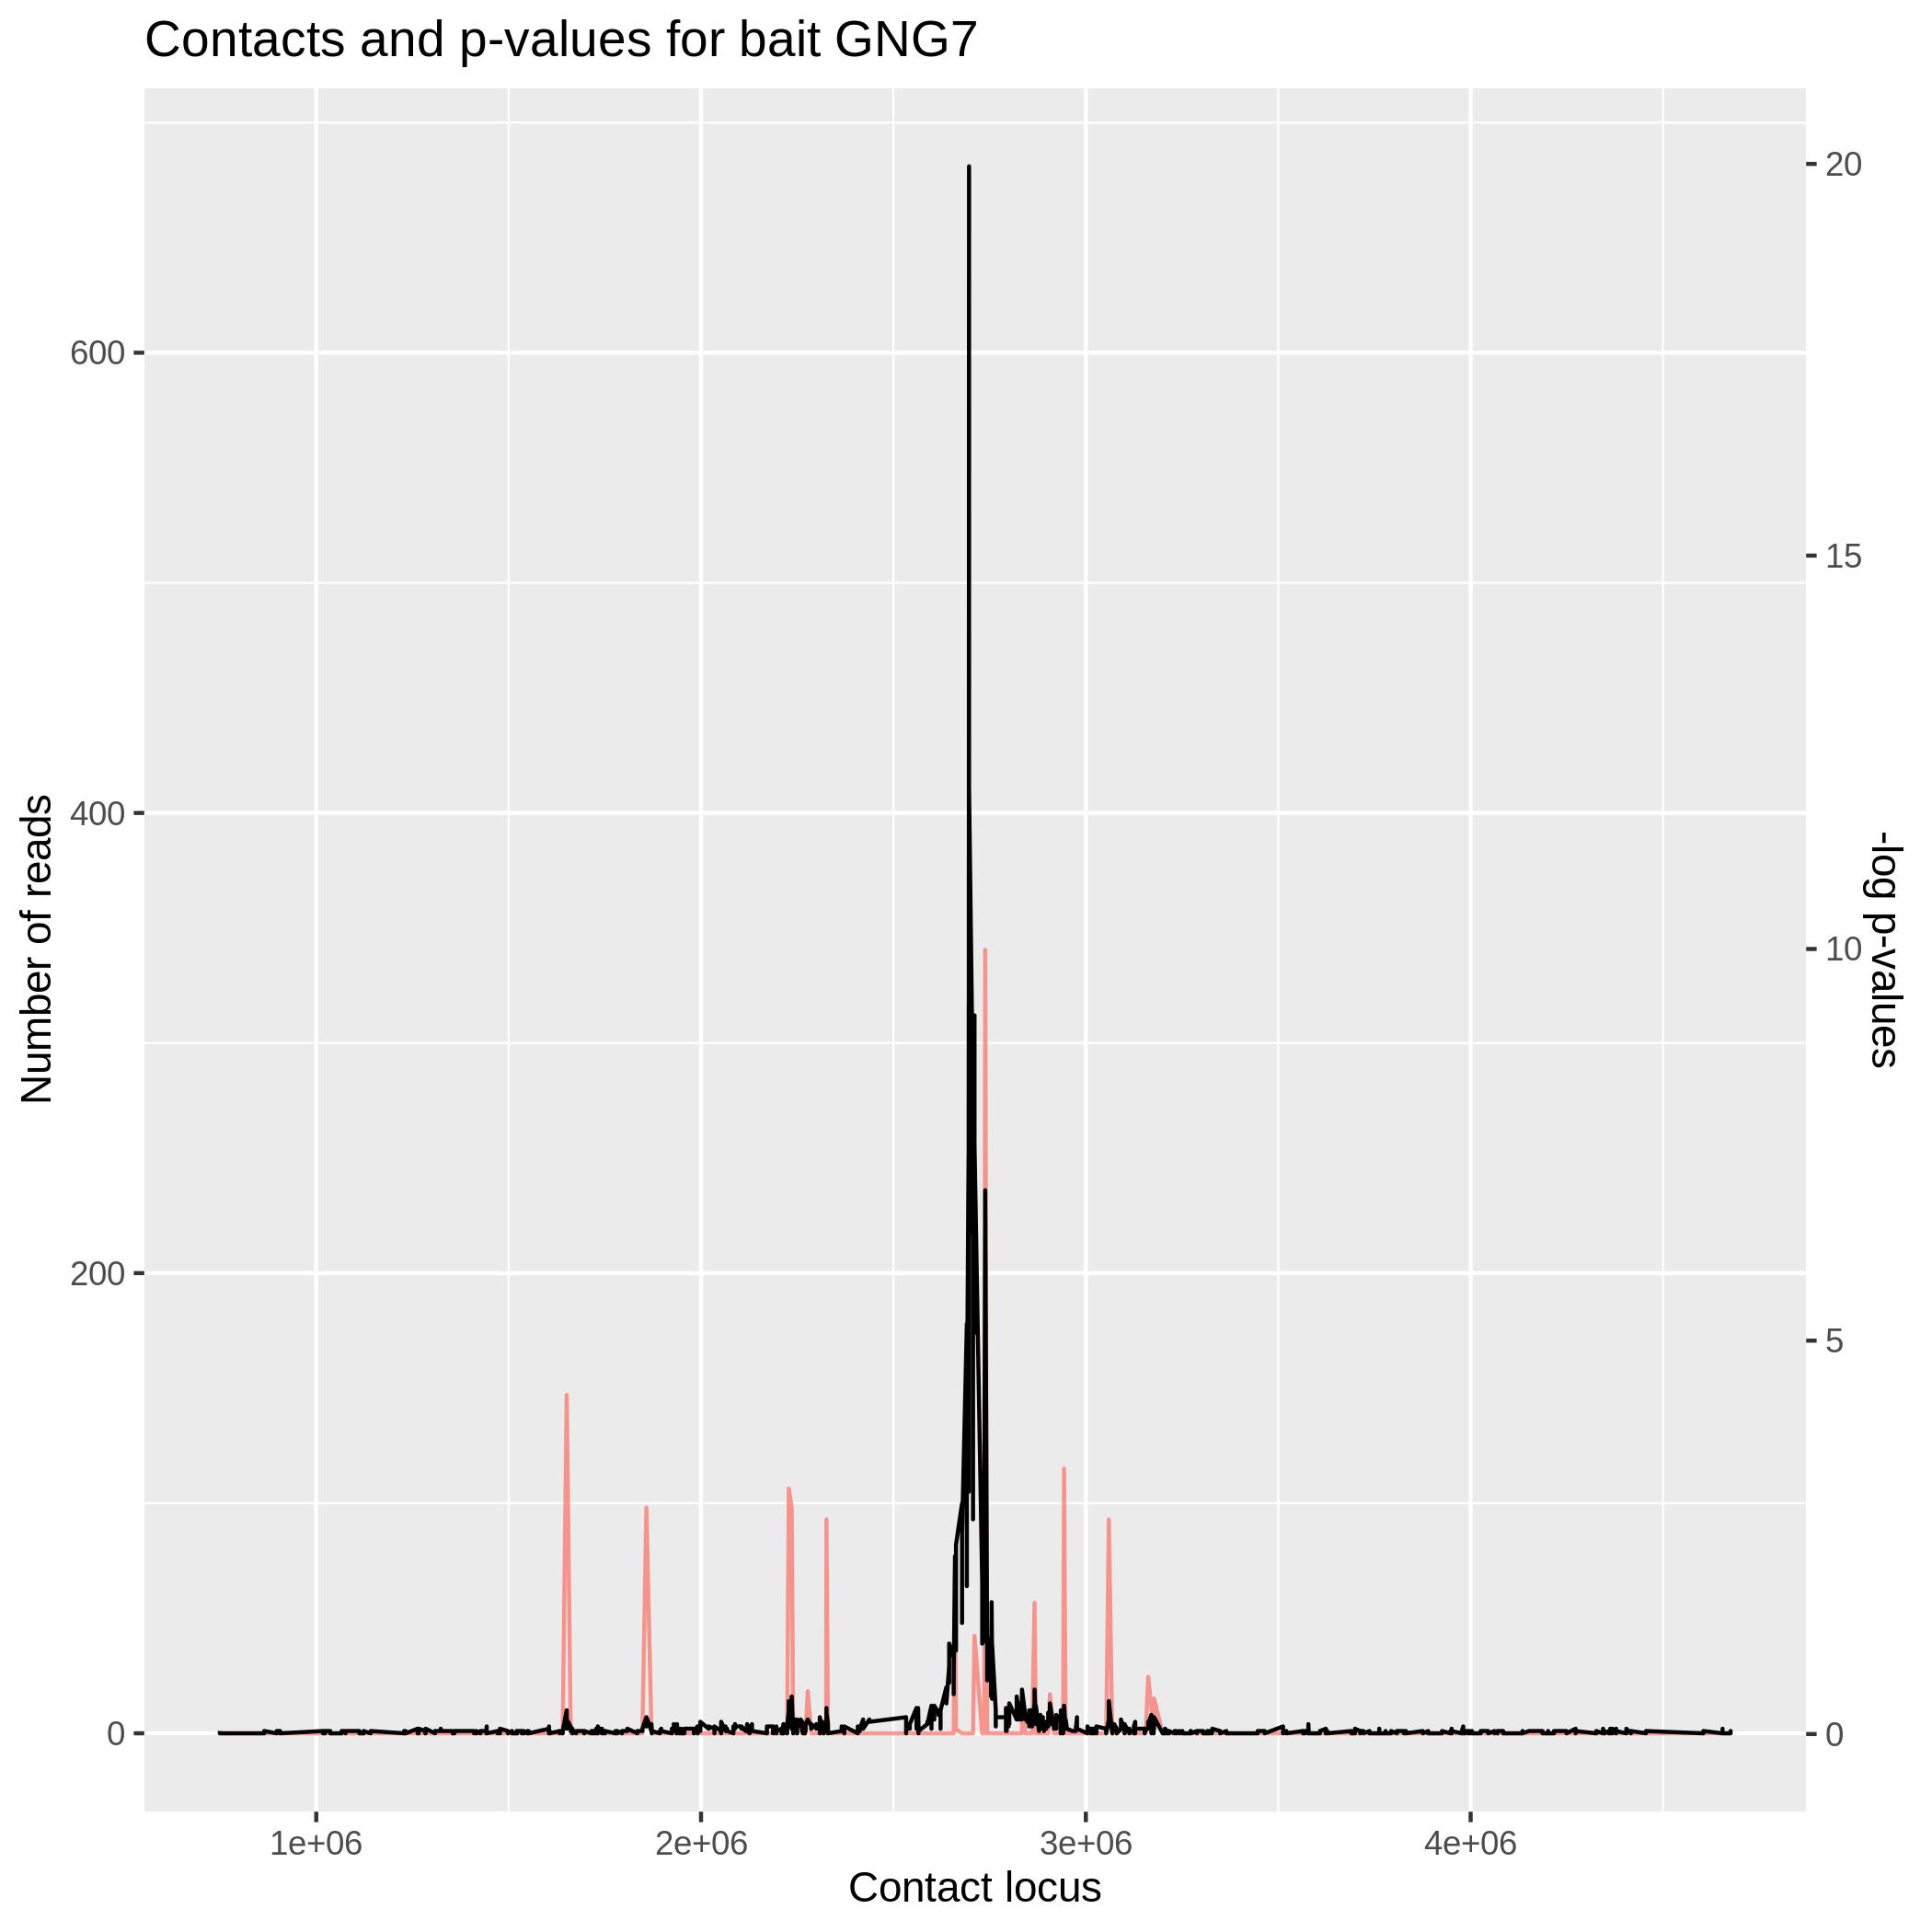 Contacts and p-values for bait GNG7
Number of reads
600
400
200
0
20
15
10
5
0
-log p-values
1e+06
2e+06
3e+06
4e+06
Contact locus